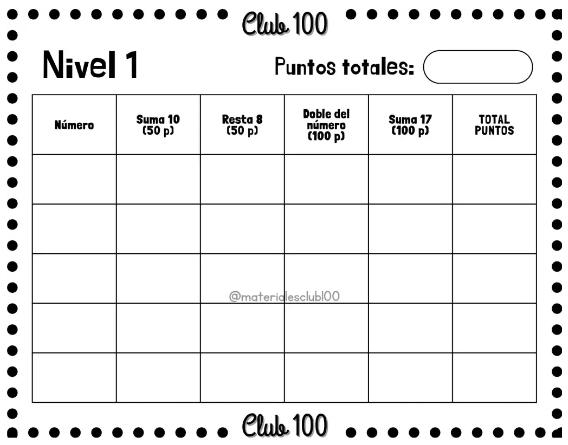 Club 100
Nivel 1
Puntos totales:
Número
Suma 10
(50 p)
Resta 8
(50 p)
Doble del
número
(100 p)
Suma 17
(100 p)
TOTAL
PUNTOS
@materialesclub100
Club 100